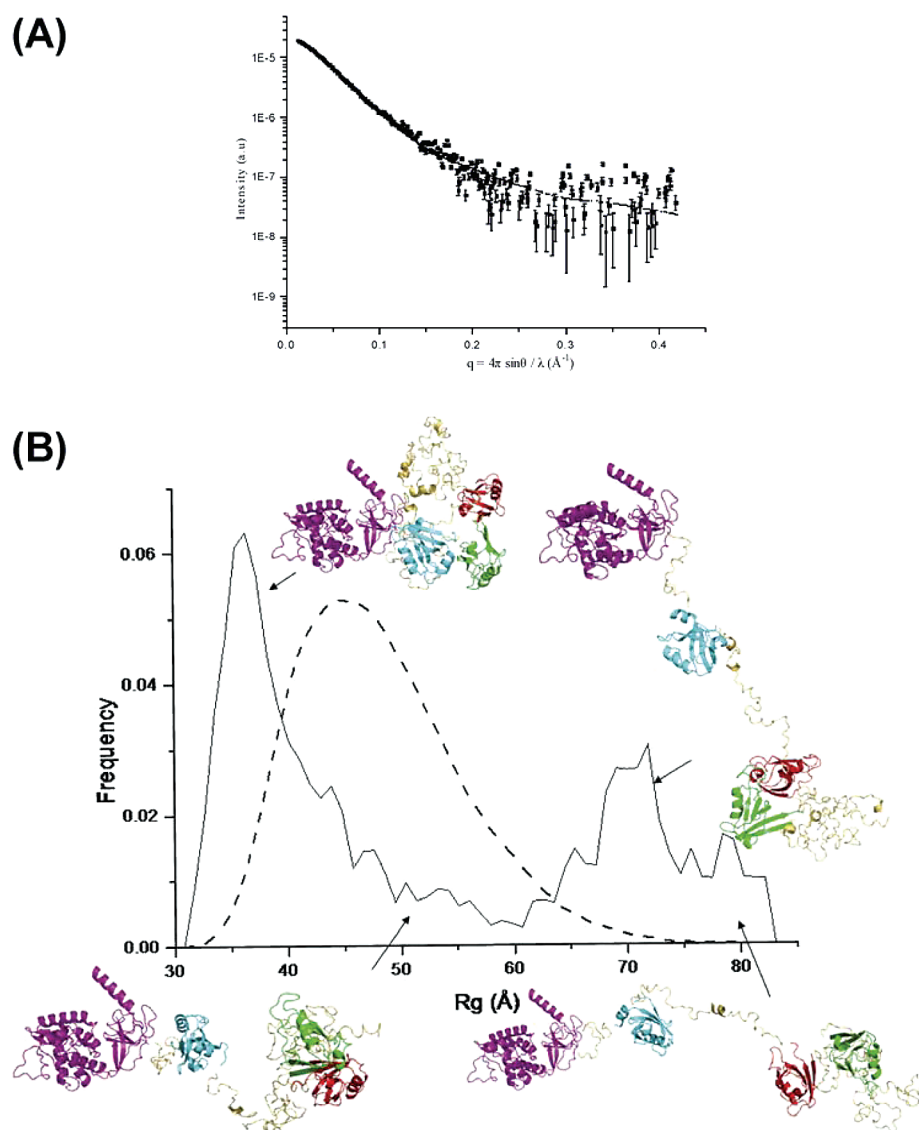 (A)
1E-5
1E-6
1E-7
1E-8
1E-9
Intensity (a.u)
0.0 0.1 0.2 0.3 0.4
q = 4π sinθ / λ (Å⁻¹)
(B)
0.06
0.04
0.02
0.00
Frequency
30 40 50 60 70 80
Rg (Å)